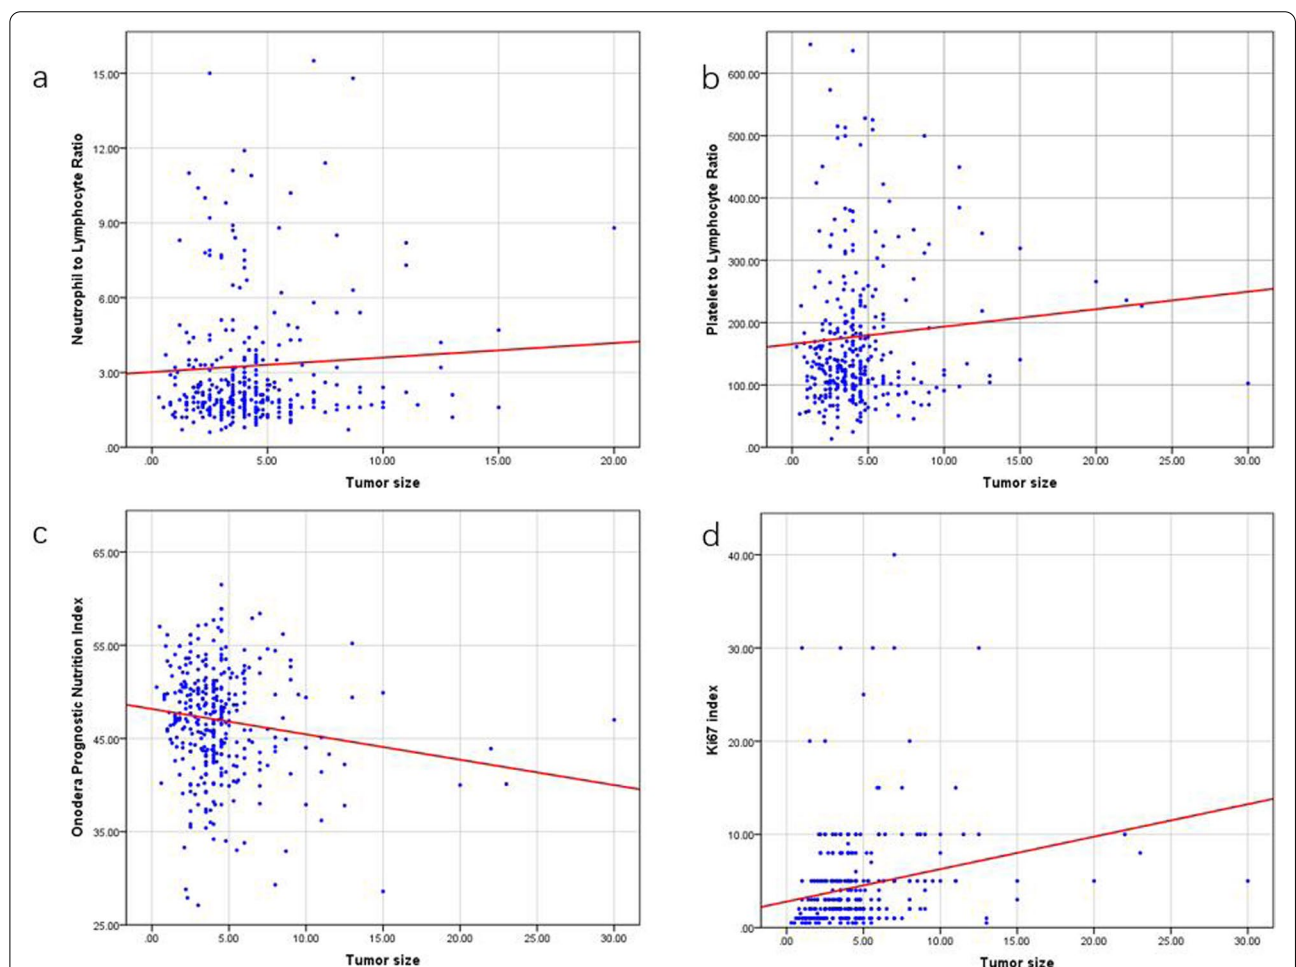 a
Neutrophil to Lymphocyte Ratio
15.00
12.00
9.00
6.00
3.00
.00
.00 5.00 10.00 15.00 20.00
Tumor size
b
Platelet to Lymphocyte Ratio
600.00
500.00
400.00
300.00
200.00
100.00
.00
.00 5.00 10.00 15.00 20.00 25.00 30.00
Tumor size
c
Onodera Prognostic Nutrition Index
65.00
55.00
45.00
35.00
25.00
.00 5.00 10.00 15.00 20.00 25.00 30.00
Tumor size
d
Ki67 index
40.00
30.00
20.00
10.00
.00
.00 5.00 10.00 15.00 20.00 25.00 30.00
Tumor size